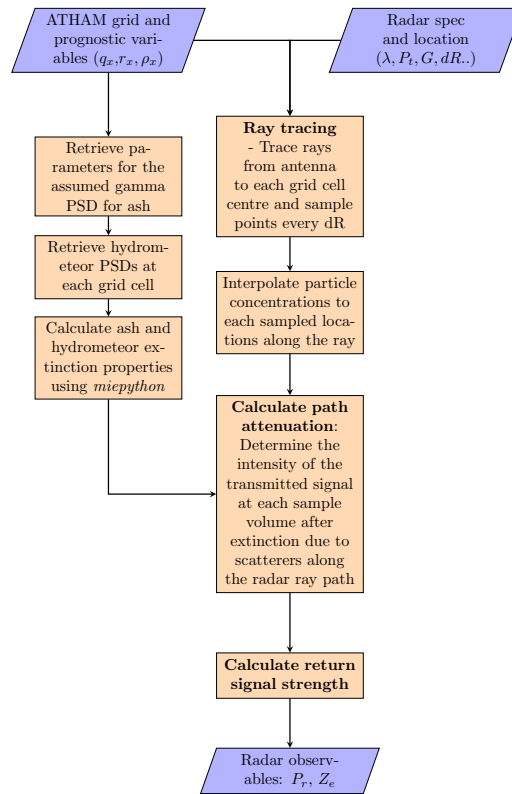 ATHAM grid and
prognostic vari-
ables (q_x,r_x, ρ_x)
Radar spec
and location
(λ, P_t, G, dR..)
Retrieve pa-
rameters for the
assumed gamma
PSD for ash
Retrieve hydrom-
eteor PSDs at
each grid cell
Calculate ash and
hydrometeor ex-
tinction properties
using miepython
Ray tracing
- Trace rays
from antenna
to each grid cell
centre and sample
points every dR
Interpolate particle
concentrations to
each sampled loca-
tions along the ray
Calculate path
attenuation:
Determine the
intensity of the
transmitted signal
at each sample
volume after
extinction due to
scatterers along
the radar ray path
Calculate return
signal strength
Radar observ-
ables: P_r, Z_e